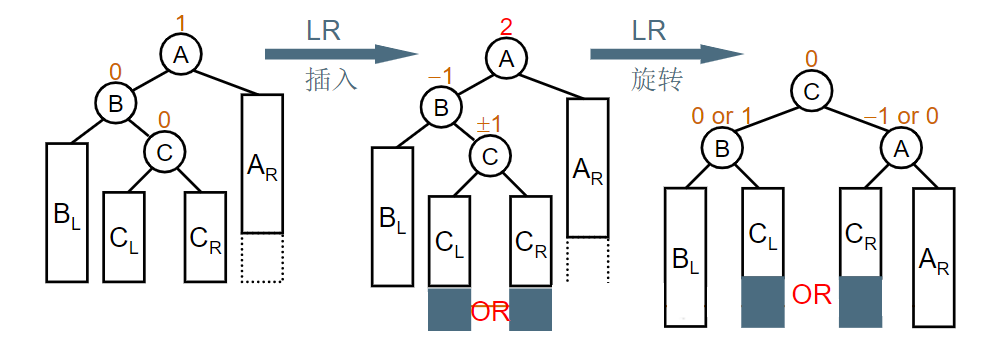 1
A
0
B
0
C
B_L
C_L
C_R
A_R
LR
插入
2
A
−1
B
±1
C
B_L
C_L
C_R
A_R
OR
LR
旋转
0
C
0 or 1
−1 or 0
B
A
B_L
C_L
C_R
A_R
OR